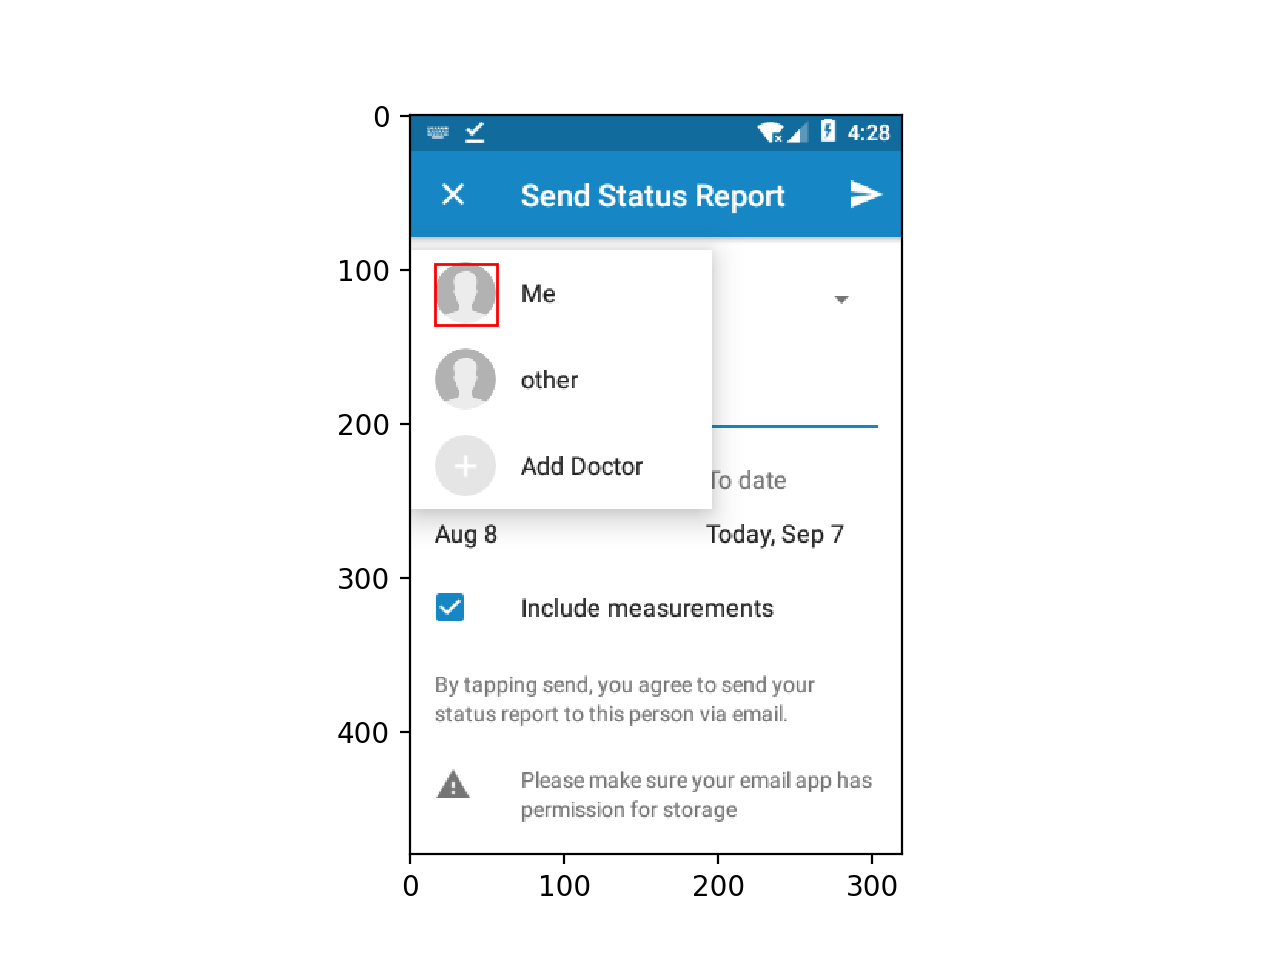 0
4:28
Send Status Report
100
Me
other
200
Add Doctor
To date
Aug 8
Today, Sep 7
300
Include measurements
By tapping send, you agree to send your
status report to this person via email.
400
Please make sure your email app has
permission for storage
0
100
200
300